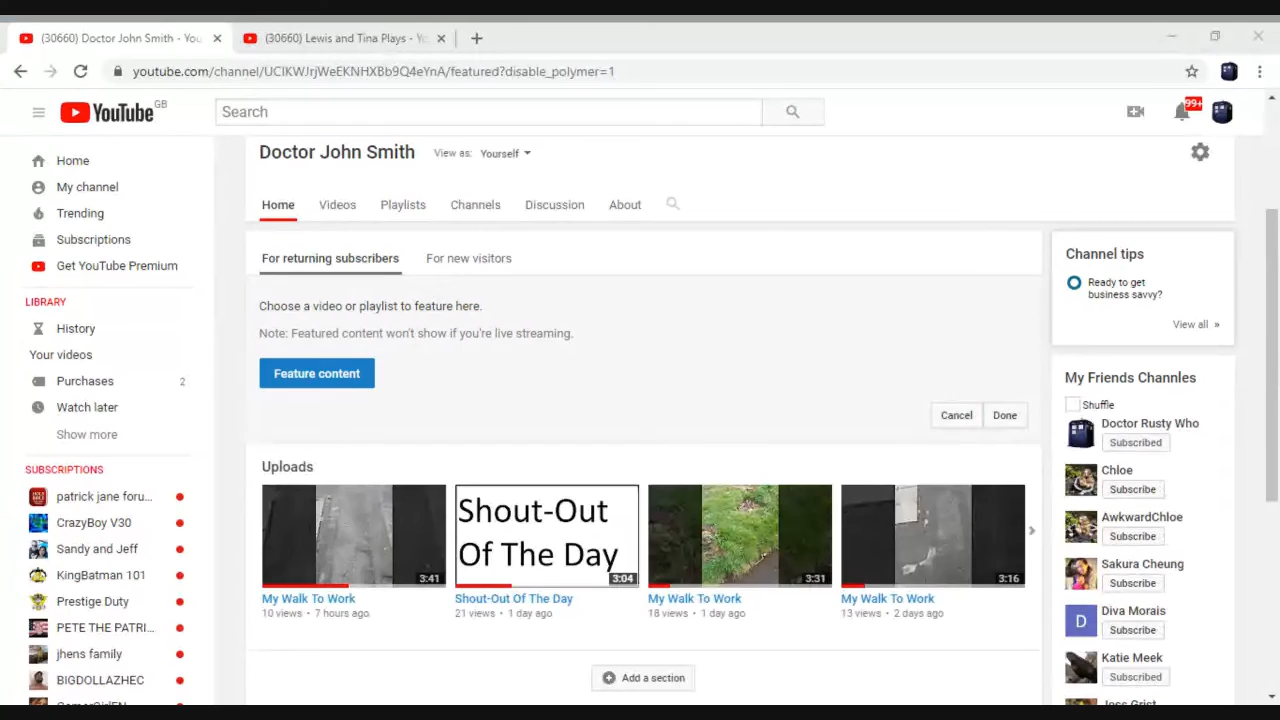 (30660) Doctor John Smith - You
(30660) Lewis and Tina Plays - Yo
youtube.com/channel/UClKWJrjWeEKNHXBb9Q4eYnA/featured?disable_polymer=1
YouTube GB
Search
99+
Doctor John Smith
View as: Yourself
Home
Videos
Playlists
Channels
Discussion
About
Home
My channel
Trending
Subscriptions
Get YouTube Premium
LIBRARY
History
Your videos
Purchases 2
Watch later
Show more
SUBSCRIPTIONS
patrick jane foru...
CrazyBoy V30
Sandy and Jeff
KingBatman 101
Prestige Duty
PETE THE PATRI...
jhens family
BIGDOLLAZHEC
For returning subscribers
For new visitors
Choose a video or playlist to feature here.
Note: Featured content won't show if you're live streaming.
Feature content
Cancel
Done
Uploads
3:41
My Walk To Work
10 views • 7 hours ago
Shout-Out
Of The Day
3:04
Shout-Out Of The Day
21 views • 1 day ago
3:31
My Walk To Work
18 views • 1 day ago
3:16
My Walk To Work
13 views • 2 days ago
Add a section
Channel tips
Ready to get
business savvy?
View all »
My Friends Channles
Shuffle
Doctor Rusty Who
Subscribed
Chloe
Subscribe
AwkwardChloe
Subscribe
Sakura Cheung
Subscribe
D
Diva Morais
Subscribe
Katie Meek
Subscribed